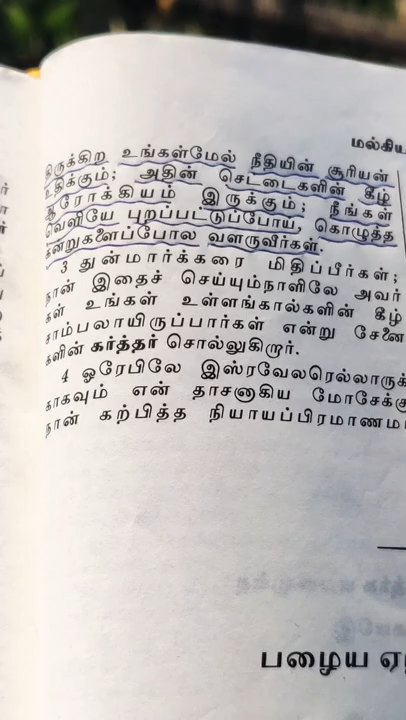 மல்கிய
திருக்கிற உங்கள்மேல் நீதியின் சூரியன்
உதிக்கும்; அதின் செட்டைகளின் கீழ்
ஆரோக்கியம் இருக்கும்; நீங்கள்
வெளியே புறப்பட்டுப்போய், கொழுத்த
கன்றுகளைப்போல வளருவீர்கள்.
3 துன்மார்க்கரை மிதிப்பீர்கள்;
நான் இதைச் செய்யும்நாளிலே அவர்
கள் உங்கள் உள்ளங்கால்களின் கீழ்
சாம்பலாயிருப்பார்கள் என்று சேனை
களின் கர்த்தர் சொல்லுகிறார்.
4 ஓரேபிலே இஸ்ரவேலரெல்லாருக்
காகவும் என் தாசனாகிய மோசேக்கு
நான் கற்பித்த நியாயப்பிரமாணமா
பழைய ஏ